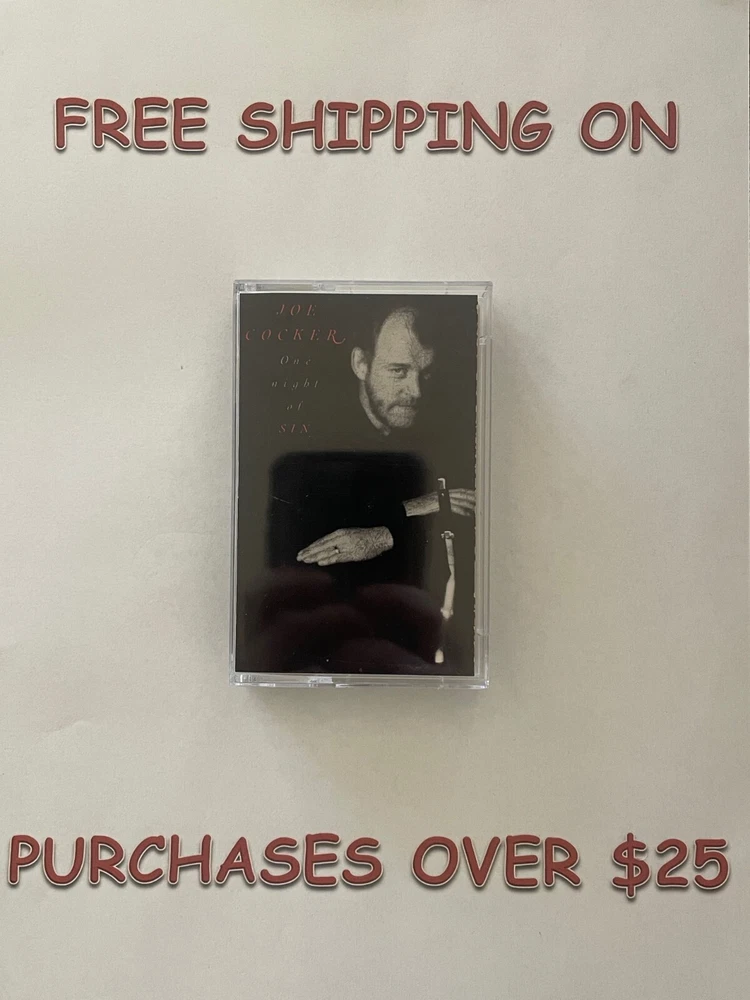 FREE SHIPPING ON
JOE
COCKER
One
night
of
SIN
PURCHASES OVER $25